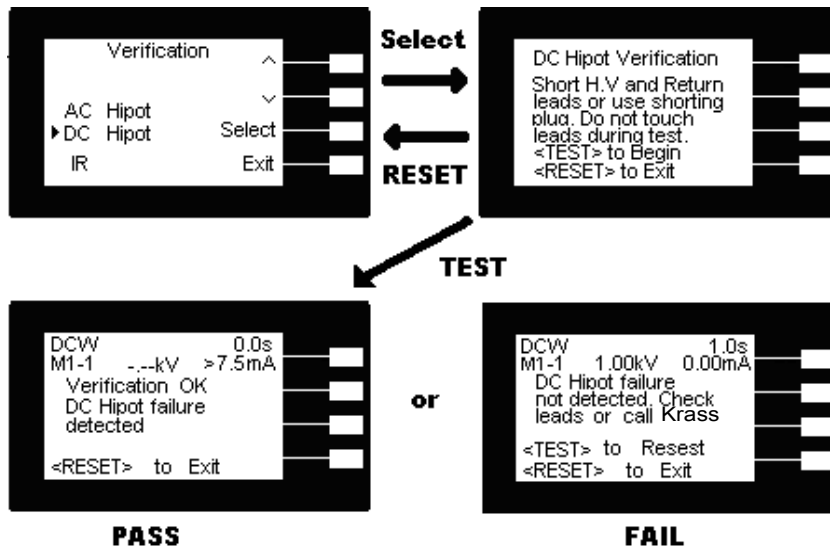 Verification
^
˅
AC Hipot
DC Hipot Select
IR Exit
Select
RESET
DC Hipot Verification
Short H.V and Return
leads or use shorting
plug. Do not touch
leads during test.
<TEST> to Begin
<RESET> to Exit
TEST
DCW 0.0s
M1-1 -.--kV >7.5mA
Verification OK
DC Hipot failure
detected
<RESET> to Exit
PASS
or
DCW 1.0s
M1-1 1.00kV 0.00mA
DC Hipot failure
not detected. Check
leads or call Krass
<TEST> to Resest
<RESET> to Exit
FAIL